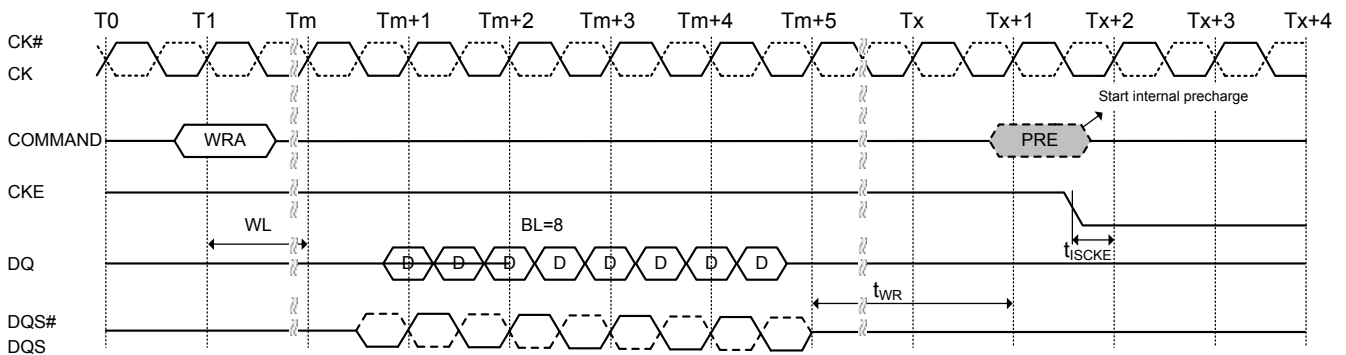 T0 T1 Tm Tm+1 Tm+2 Tm+3 Tm+4 Tm+5 Tx Tx+1 Tx+2 Tx+3 Tx+4
CK#
CK
Start internal precharge
COMMAND WRA PRE
CKE
WL BL=8
tISCKE
DQ D D D D D D D D
tWR
DQS#
DQS